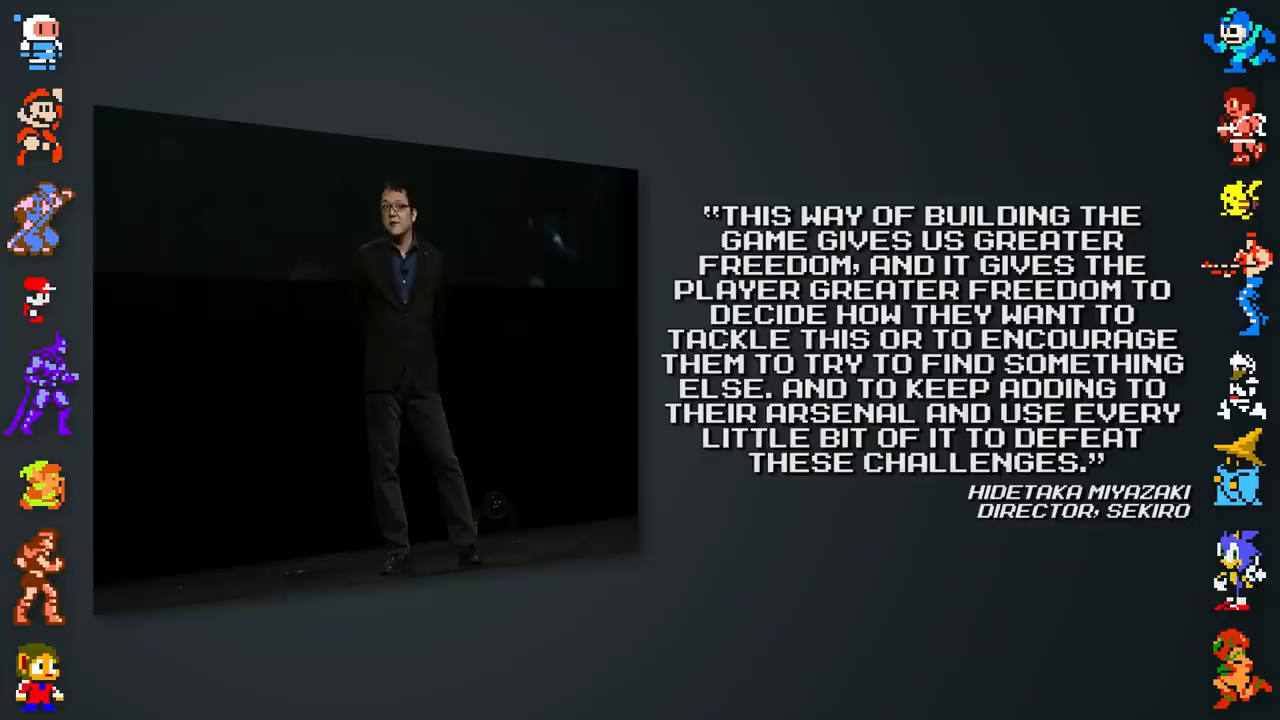 "THIS WAY OF BUILDING THE
GAME GIVES US GREATER
FREEDOM, AND IT GIVES THE
PLAYER GREATER FREEDOM TO
DECIDE HOW THEY WANT TO
TACKLE THIS OR TO ENCOURAGE
THEM TO TRY TO FIND SOMETHING
ELSE. AND TO KEEP ADDING TO
THEIR ARSENAL AND USE EVERY
LITTLE BIT OF IT TO DEFEAT
THESE CHALLENGES."
HIDETAKA MIYAZAKI
DIRECTOR, SEKIRO